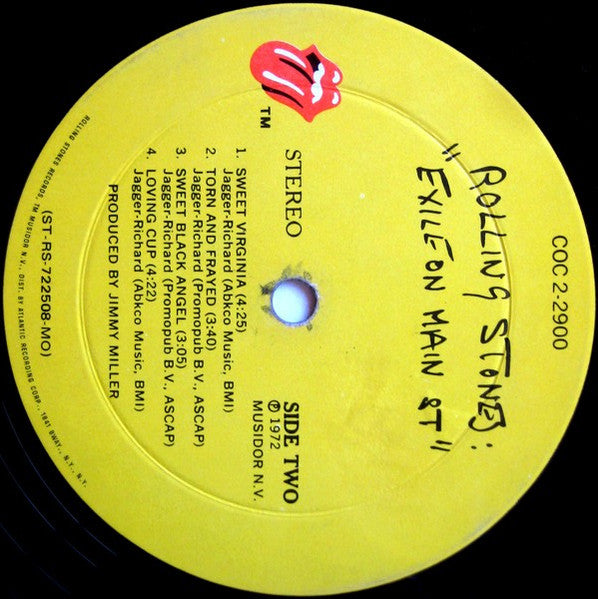 ROLLING STONES:
"EXILE ON MAIN ST"
COC 2-2900
TM
STEREO
SIDE TWO
℗ 1972
MUSIDOR N.V.
1. SWEET VIRGINIA (4:25)
Jagger-Richard (Abkco Music, BMI)
2. TORN AND FRAYED (3:40)
Jagger-Richard (Promopub B.V., ASCAP)
3. SWEET BLACK ANGEL (3:05)
Jagger-Richard (Promopub B.V., ASCAP)
4. LOVING CUP (4:22)
Jagger-Richard (Abkco Music, BMI)
PRODUCED BY JIMMY MILLER
(ST-RS-722508-MO)
ROLLING STONES RECORDS, TM MUSIDOR N.V., DIST. BY ATLANTIC RECORDING CORP., 1841 BWAY., N.Y., N.Y.